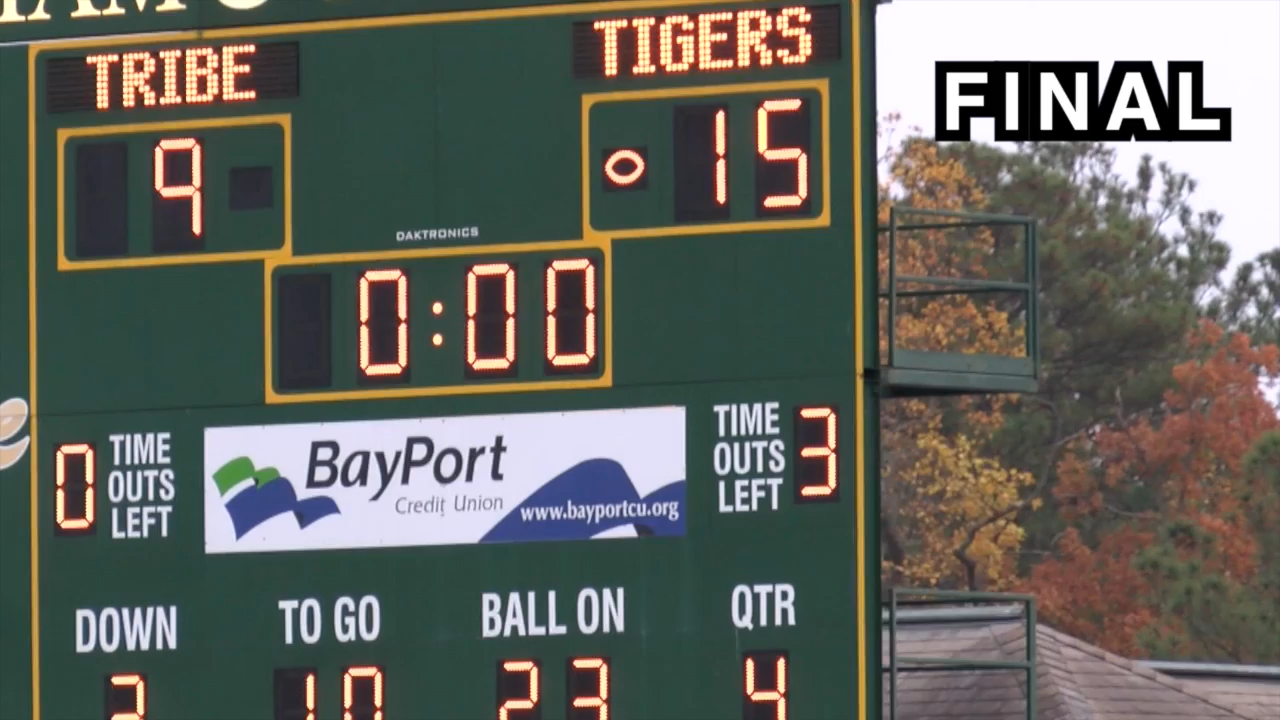 TRIBE
TIGERS
FINAL
9
15
DAKTRONICS
0:00
0
TIME
OUTS
LEFT
BayPort
Credit Union
www.bayportcu.org
TIME
OUTS
LEFT
3
DOWN
TO GO
BALL ON
QTR
10
23
4